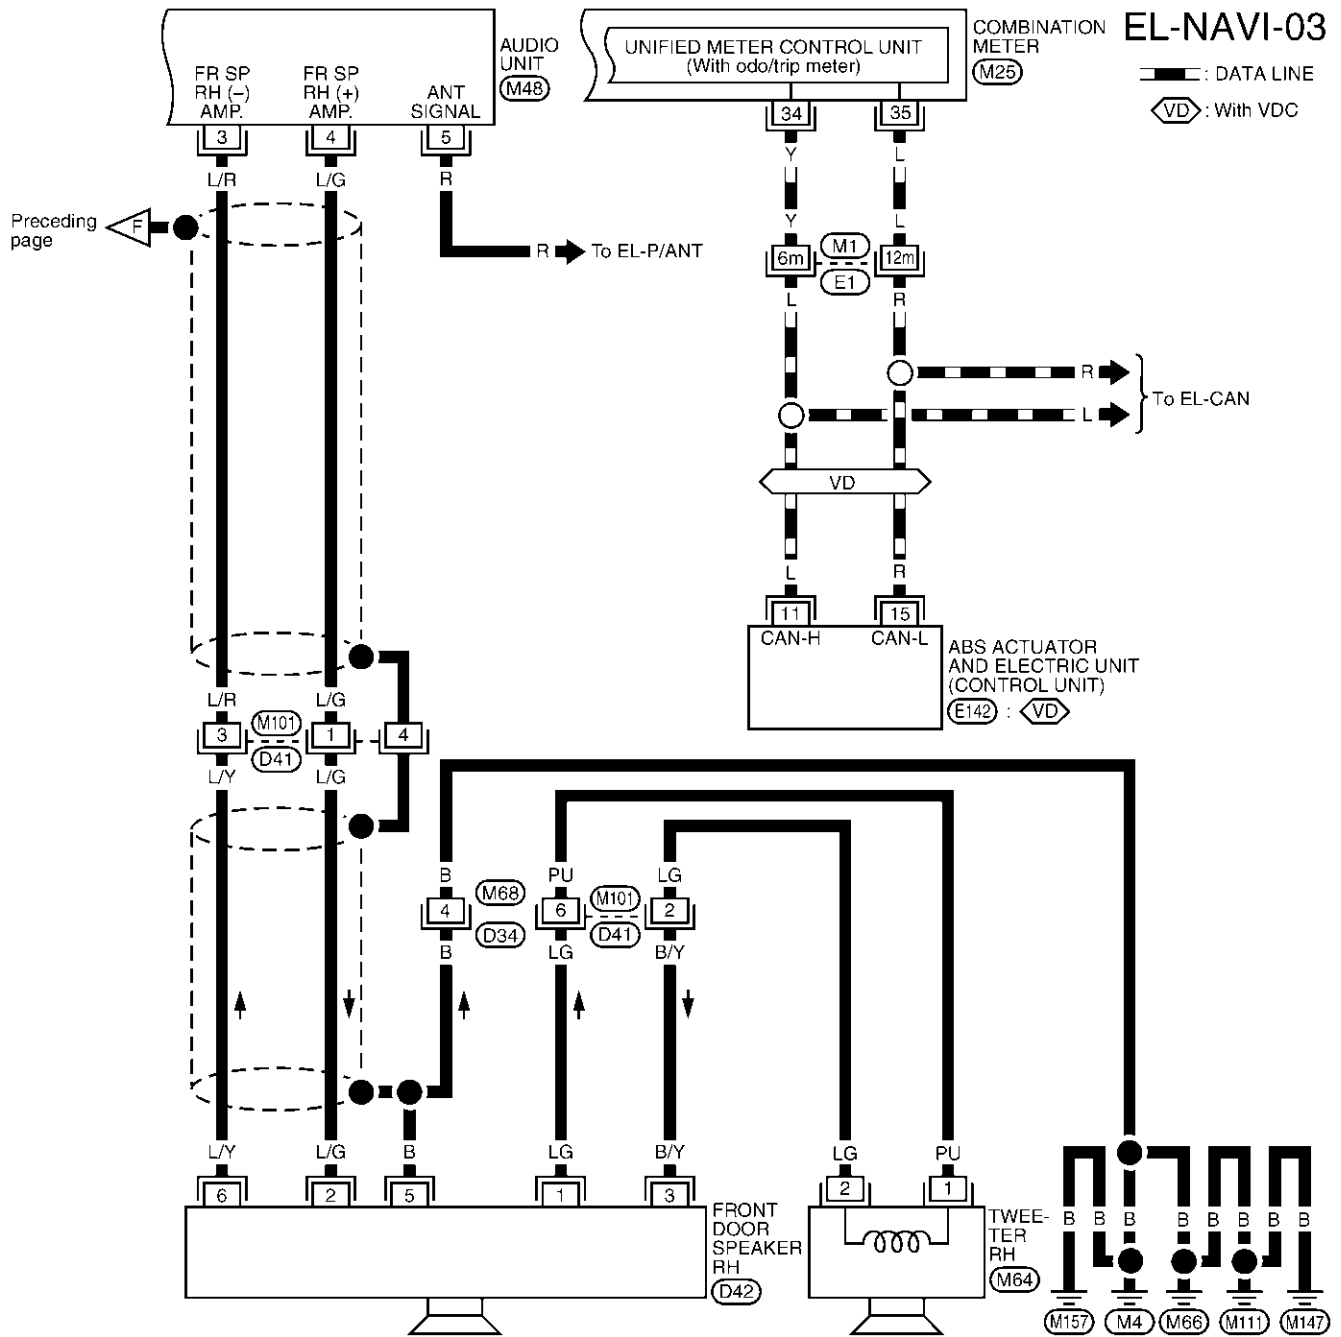 EL-NAVI-03
: DATA LINE
VD : With VDC
AUDIO
UNIT
M48
FR SP
RH (–)
AMP.
FR SP
RH (+)
AMP.
ANT
SIGNAL
3 4 5
L/R L/G R
COMBINATION
METER
M25
UNIFIED METER CONTROL UNIT
(With odo/trip meter)
34 35
Y L
Y L
Preceding
page
F
R To EL-P/ANT
6m M1 12m
E1
L R
R
L
To EL-CAN
VD
L R
11 15
CAN-H CAN-L
ABS ACTUATOR
AND ELECTRIC UNIT
(CONTROL UNIT)
E142 : VD
L/R L/G
3 M101 1 4
D41
L/Y L/G
B PU LG
4 M68 6 M101 2
D34 D41
B LG B/Y
L/Y L/G B LG B/Y
6 2 5 1 3
FRONT
DOOR
SPEAKER
RH
D42
LG PU
2 1
TWEE-
TER
RH
M64
B B B B B B B B
M157 M4 M66 M111 M147